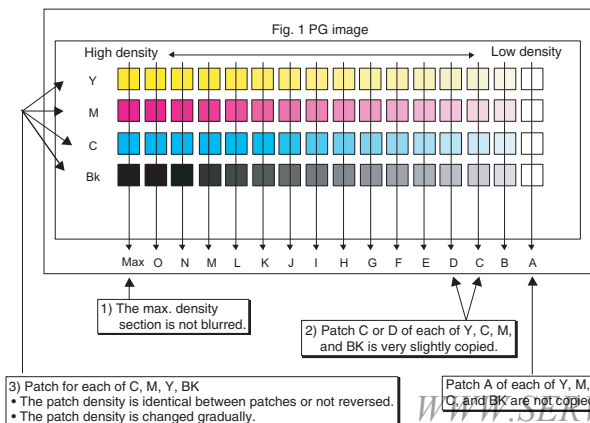 Fig. 1 PG image
High density
Low density
Y
M
C
Bk
Max O N M L K J I H G F E D C B A
1) The max. density
section is not blurred.
2) Patch C or D of each of Y, C, M,
and BK is very slightly copied.
3) Patch for each of C, M, Y, BK
• The patch density is identical between patches or not reversed.
• The patch density is changed gradually.
Patch A of each of Y, M,
C, and BK are not copied
WWW.SERV